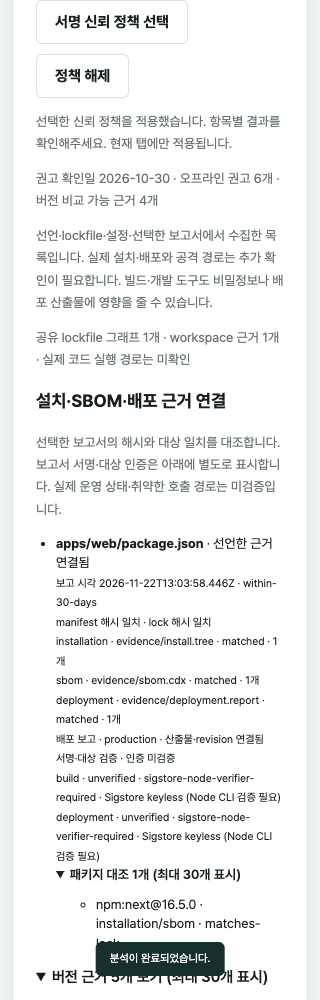 서명 신뢰 정책 선택
정책 해제
선택한 신뢰 정책을 적용했습니다. 항목별 결과를
확인해주세요. 현재 탭에만 적용됩니다.
권고 확인일 2026-10-30 · 오프라인 권고 6개 ·
버전 비교 가능 근거 4개
선언·lockfile·설정·선택한 보고서에서 수집한 목
록입니다. 실제 설치·배포와 공격 경로는 추가 확
인이 필요합니다. 빌드·개발 도구도 비밀정보나 배
포 산출물에 영향을 줄 수 있습니다.
공유 lockfile 그래프 1개 · workspace 근거 1개
· 실제 코드 실행 경로는 미확인
설치·SBOM·배포 근거 연결
선택한 보고서의 해시와 대상 일치를 대조합니다.
보고서 서명·대상 인증은 아래에 별도로 표시합니
다. 실제 운영 상태·취약한 호출 경로는 미검증입
니다.
• apps/web/package.json · 선언한 근거
연결됨
보고 시각 2026-11-22T13:03:58.446Z · within-
30-days
manifest 해시 일치 · lock 해시 일치
installation · evidence/install.tree · matched · 1
개
sbom · evidence/sbom.cdx · matched · 1개
deployment · evidence/deployment.report ·
matched · 1개
배포 보고 · production · 산출물·revision 연결됨
서명·대상 검증 · 인증 미검증
build · unverified · sigstore-node-verifier-
required · Sigstore keyless (Node CLI 검증 필요)
deployment · unverified · sigstore-node-
verifier-required · Sigstore keyless (Node CLI
검증 필요)
▼ 패키지 대조 1개 (최대 30개 표시)
npm:next@16.5.0 ·
installation/sbom · matches-
분석이 완료되었습니다.
▼ 버전 근거 5개 보기 (최대 30개 표시)